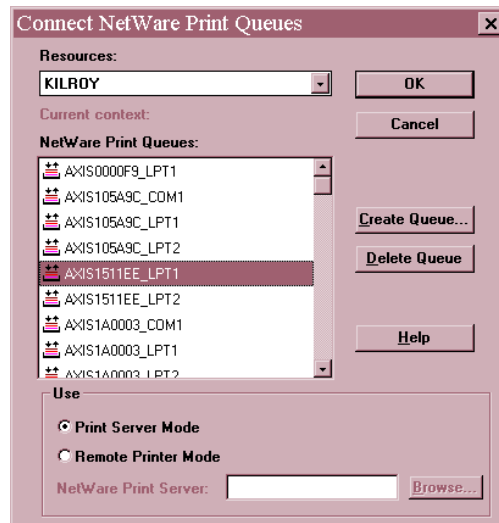 Connect NetWare Print Queues
Resources:
KILROY
OK
Current context:
Cancel
NetWare Print Queues:
AXIS0000F9_LPT1
AXIS105A9C_COM1
AXIS105A9C_LPT1
AXIS105A9C_LPT2
AXIS1511EE_LPT1
AXIS1511EE_LPT2
AXIS1A0003_COM1
AXIS1A0003_LPT1
AXIS1A0003_LPT2
Create Queue...
Delete Queue
Help
Use
Print Server Mode
Remote Printer Mode
NetWare Print Server:
Browse...